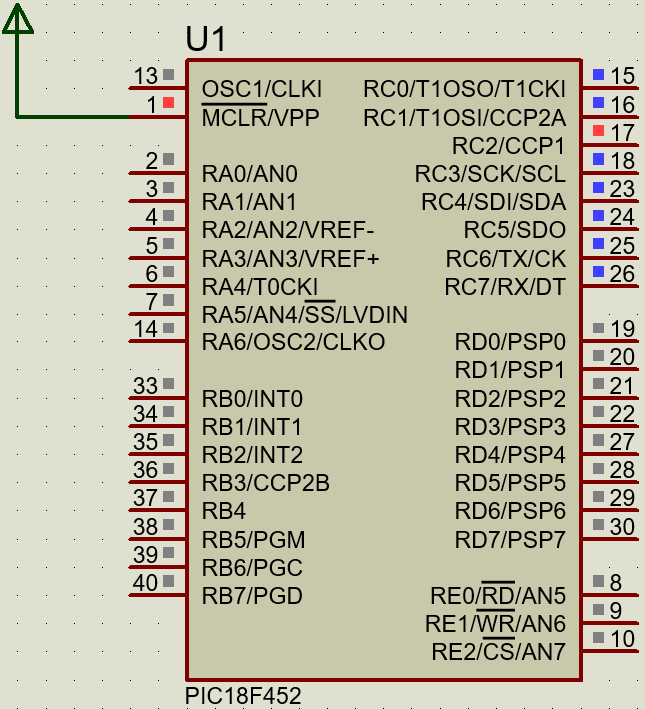 U1
13 OSC1/CLKI RC0/T1OSO/T1CKI 15
1 MCLR/VPP RC1/T1OSI/CCP2A 16
RC2/CCP1 17
2 RA0/AN0 RC3/SCK/SCL 18
3 RA1/AN1 RC4/SDI/SDA 23
4 RA2/AN2/VREF- RC5/SDO 24
5 RA3/AN3/VREF+ RC6/TX/CK 25
6 RA4/T0CKI RC7/RX/DT 26
7 RA5/AN4/SS/LVDIN
14 RA6/OSC2/CLKO RD0/PSP0 19
RD1/PSP1 20
33 RB0/INT0 RD2/PSP2 21
34 RB1/INT1 RD3/PSP3 22
35 RB2/INT2 RD4/PSP4 27
36 RB3/CCP2B RD5/PSP5 28
37 RB4 RD6/PSP6 29
38 RB5/PGM RD7/PSP7 30
39 RB6/PGC
40 RB7/PGD RE0/RD/AN5 8
RE1/WR/AN6 9
RE2/CS/AN7 10
PIC18F452